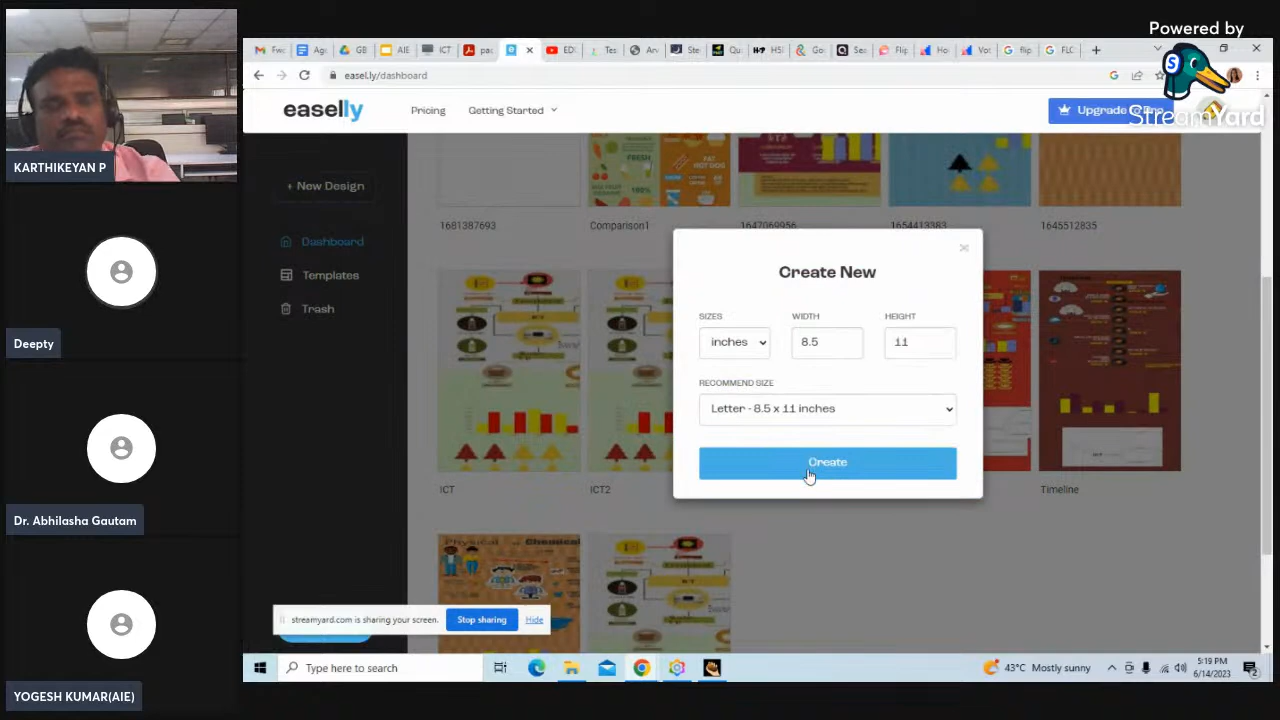 Powered by
StreamYard
KARTHIKEYAN P
Deepty
Dr. Abhilasha Gautam
YOGESH KUMAR(AIE)
easel.ly/dashboard
easelly
Pricing
Getting Started
+ New Design
Dashboard
Templates
Trash
1681387693
Comparison1
1647069956
1654413383
1645512835
Create New
SIZES
WIDTH
HEIGHT
inches
8.5
11
RECOMMEND SIZE
Letter - 8.5 x 11 inches
Create
ICT
ICT2
Timeline
Physical
Chemical
streamyard.com is sharing your screen.
Stop sharing
Hide
Type here to search
43°C Mostly sunny
5:19 PM
6/14/2023